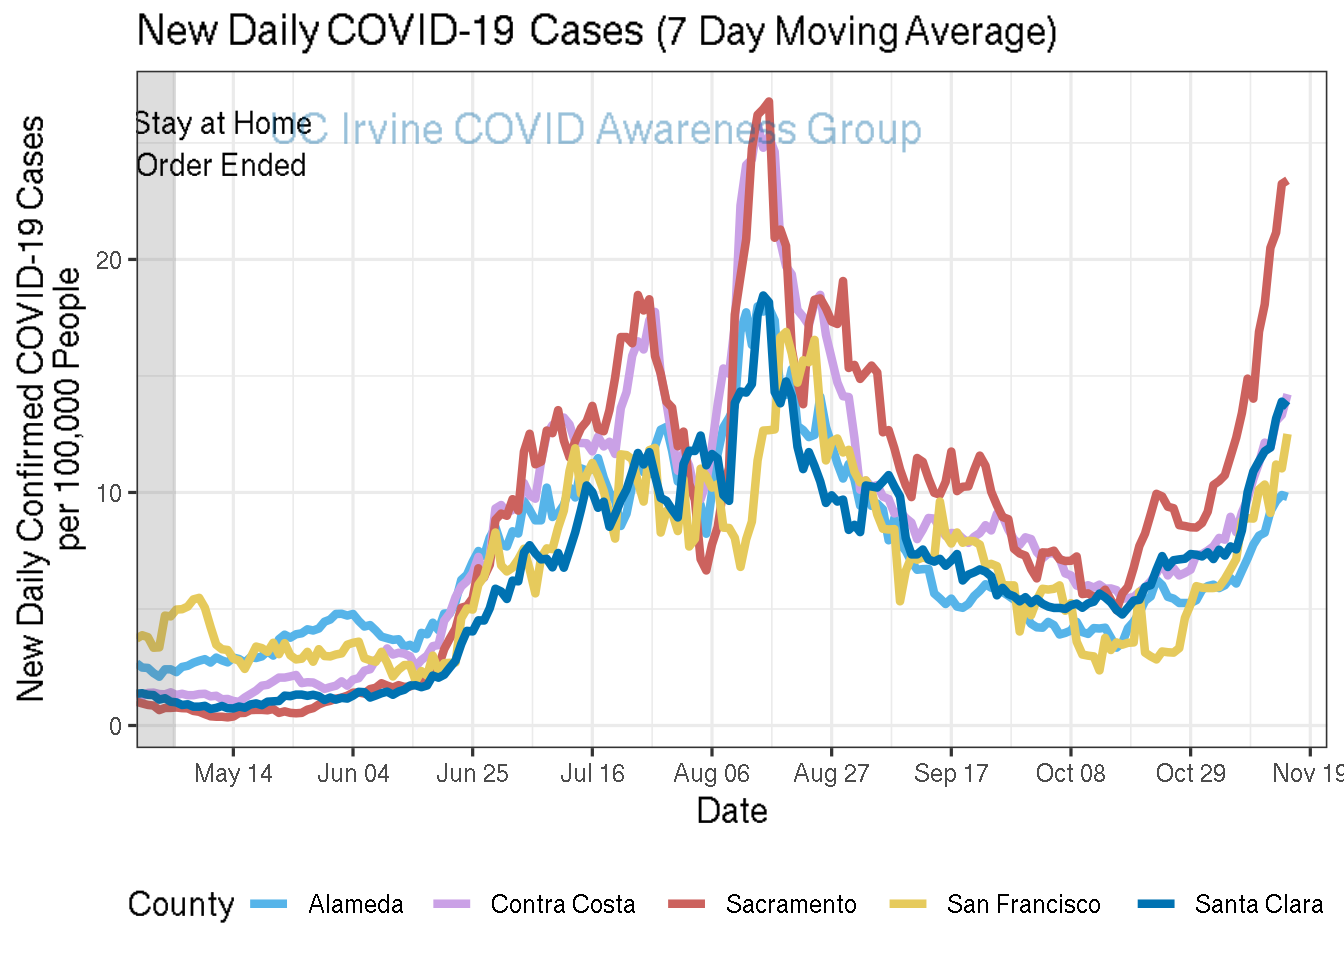 New Daily COVID-19 Cases (7 Day Moving Average)
Stay at Home
Order Ended
UC Irvine COVID Awareness Group
New Daily Confirmed COVID-19 Cases
per 100,000 People
20
10
0
May 14 Jun 04 Jun 25 Jul 16 Aug 06 Aug 27 Sep 17 Oct 08 Oct 29 Nov 19
Date
County Alameda Contra Costa Sacramento San Francisco Santa Clara